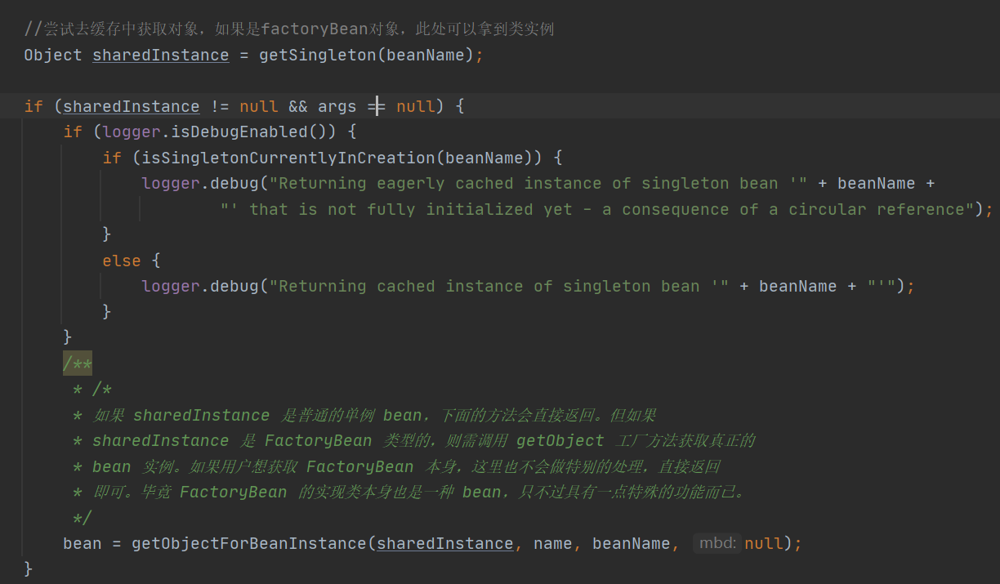 //尝试去缓存中获取对象，如果是factoryBean对象，此处可以拿到类实例
Object sharedInstance = getSingleton(beanName);
if (sharedInstance != null && args == null) {
if (logger.isDebugEnabled()) {
if (isSingletonCurrentlyInCreation(beanName)) {
logger.debug("Returning eagerly cached instance of singleton bean '" + beanName +
"' that is not fully initialized yet - a consequence of a circular reference");
}
else {
logger.debug("Returning cached instance of singleton bean '" + beanName + "'");
}
}
/**
* /*
* 如果 sharedInstance 是普通的单例 bean，下面的方法会直接返回。但如果
* sharedInstance 是 FactoryBean 类型的，则需调用 getObject 工厂方法获取真正的
* bean 实例。如果用户想获取 FactoryBean 本身，这里也不会做特别的处理，直接返回
* 即可。毕竟 FactoryBean 的实现类本身也是一种 bean，只不过具有一点特殊的功能而已。
*/
bean = getObjectForBeanInstance(sharedInstance, name, beanName, mbd: null);
}